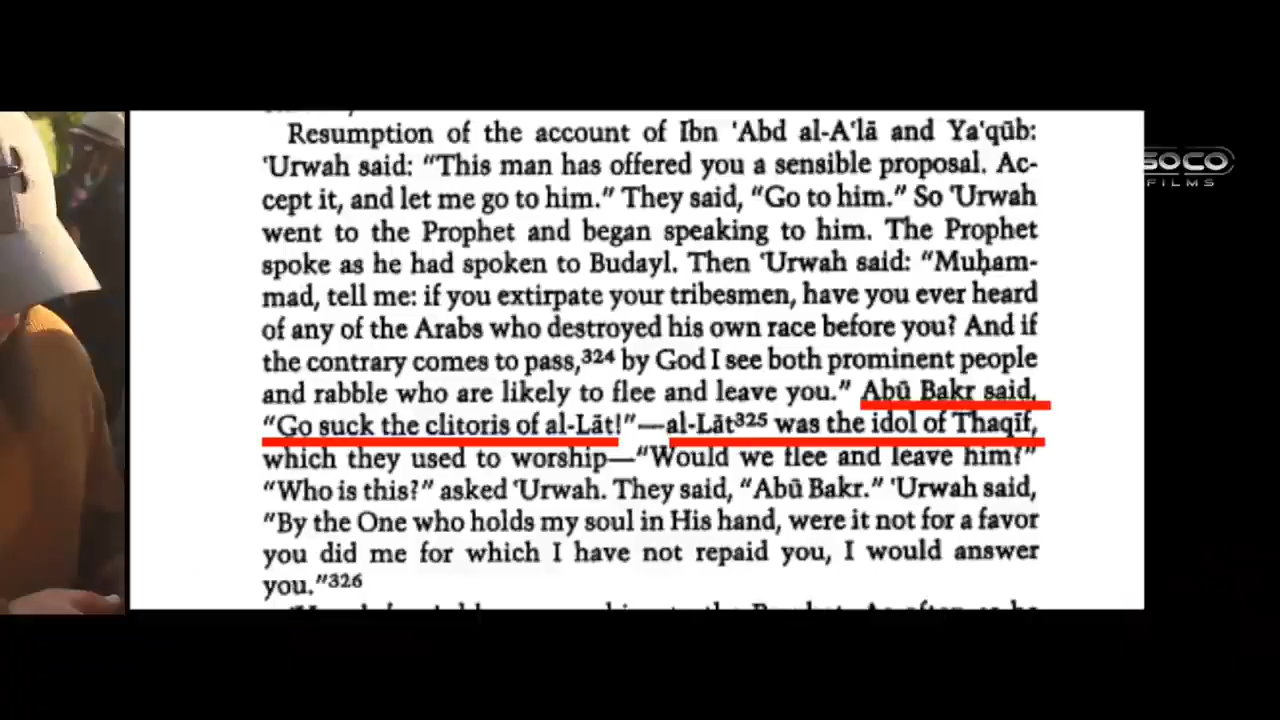 Resumption of the account of Ibn 'Abd al-A'lā and Ya'qūb:
'Urwah said: "This man has offered you a sensible proposal. Ac-
cept it, and let me go to him." They said, "Go to him." So 'Urwah
went to the Prophet and began speaking to him. The Prophet
spoke as he had spoken to Budayl. Then 'Urwah said: "Muḥam-
mad, tell me: if you extirpate your tribesmen, have you ever heard
of any of the Arabs who destroyed his own race before you? And if
the contrary comes to pass,³²⁴ by God I see both prominent people
and rabble who are likely to flee and leave you." Abū Bakr said,
"Go suck the clitoris of al-Lāt!"—al-Lāt³²⁵ was the idol of Thaqīf,
which they used to worship—"Would we flee and leave him?"
"Who is this?" asked 'Urwah. They said, "Abū Bakr." 'Urwah said,
"By the One who holds my soul in His hand, were it not for a favor
you did me for which I have not repaid you, I would answer
you."³²⁶
SOCO
FILMS